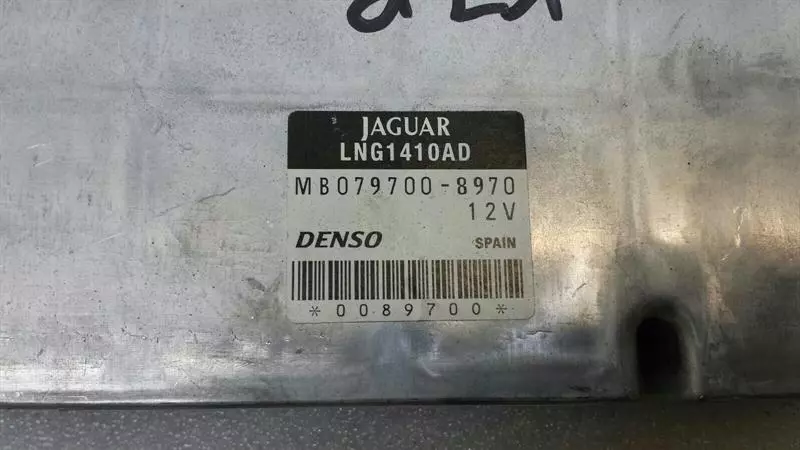 JAGUAR
LNG1410AD
MB079700-8970
12V
DENSO SPAIN
*0089700*